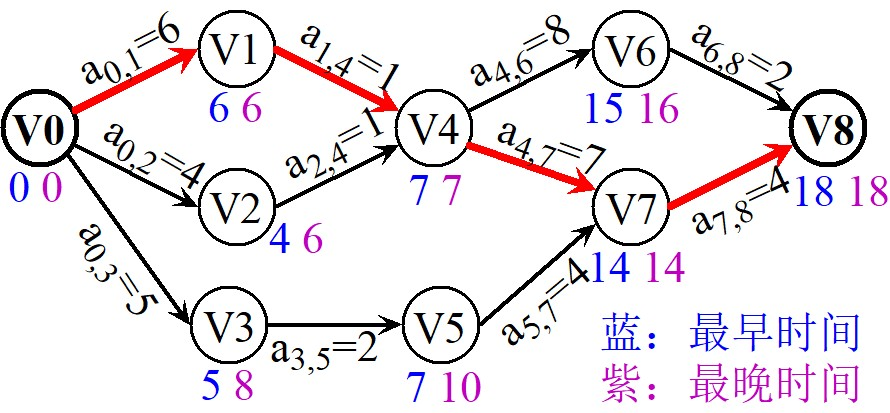 a0,1=6
V1
6 6
a1,4=1
a4,6=8
V6
15 16
a6,8=2
V0
0 0
a0,2=4
V2
4 6
a2,4=1
V4
7 7
a4,7=7
V7
14 14
a7,8=4
V8
18 18
a0,3=5
V3
5 8
a3,5=2
V5
7 10
a5,7=4
蓝：最早时间
紫：最晚时间